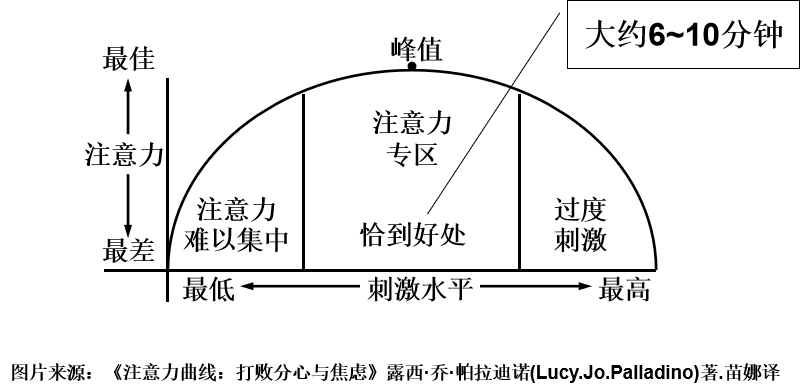 大约6~10分钟
峰值
最佳
注意力
最差
注意力
专区
注意力
难以集中
恰到好处
过度
刺激
最低
刺激水平
最高
图片来源：《注意力曲线：打败分心与焦虑》露西·乔·帕拉迪诺(Lucy.Jo.Palladino)著.苗娜译